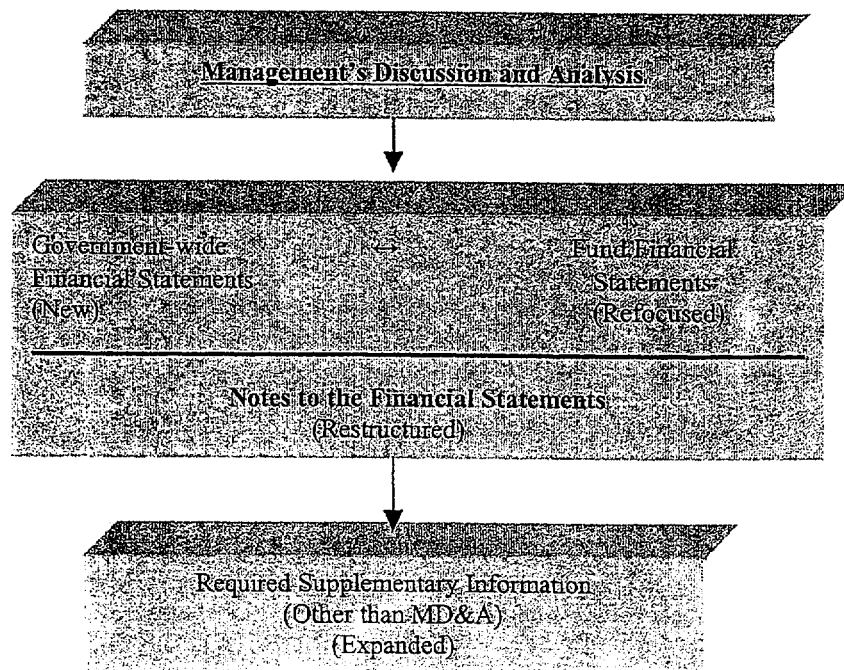 Management's Discussion and Analysis
Government-wide ↔ Fund Financial
Financial Statements Statements
(New) (Refocused)
Notes to the Financial Statements
(Restructured)
Required Supplementary Information
(Other than MD&A)
(Expanded)